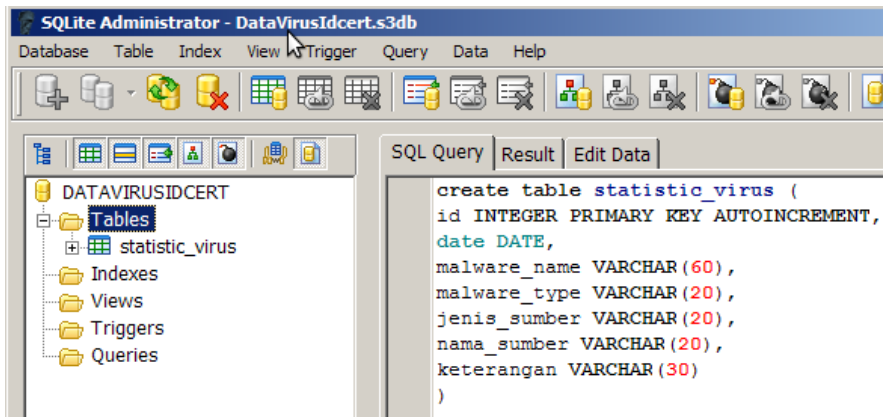 SQLite Administrator - DataVirusIdcert.s3db
Database Table Index View Trigger Query Data Help
SQL Query Result Edit Data
DATAVIRUSIDCERT
Tables
statistic_virus
Indexes
Views
Triggers
Queries
create table statistic_virus (
id INTEGER PRIMARY KEY AUTOINCREMENT,
date DATE,
malware_name VARCHAR(60),
malware_type VARCHAR(20),
jenis_sumber VARCHAR(20),
nama_sumber VARCHAR(20),
keterangan VARCHAR(30)
)